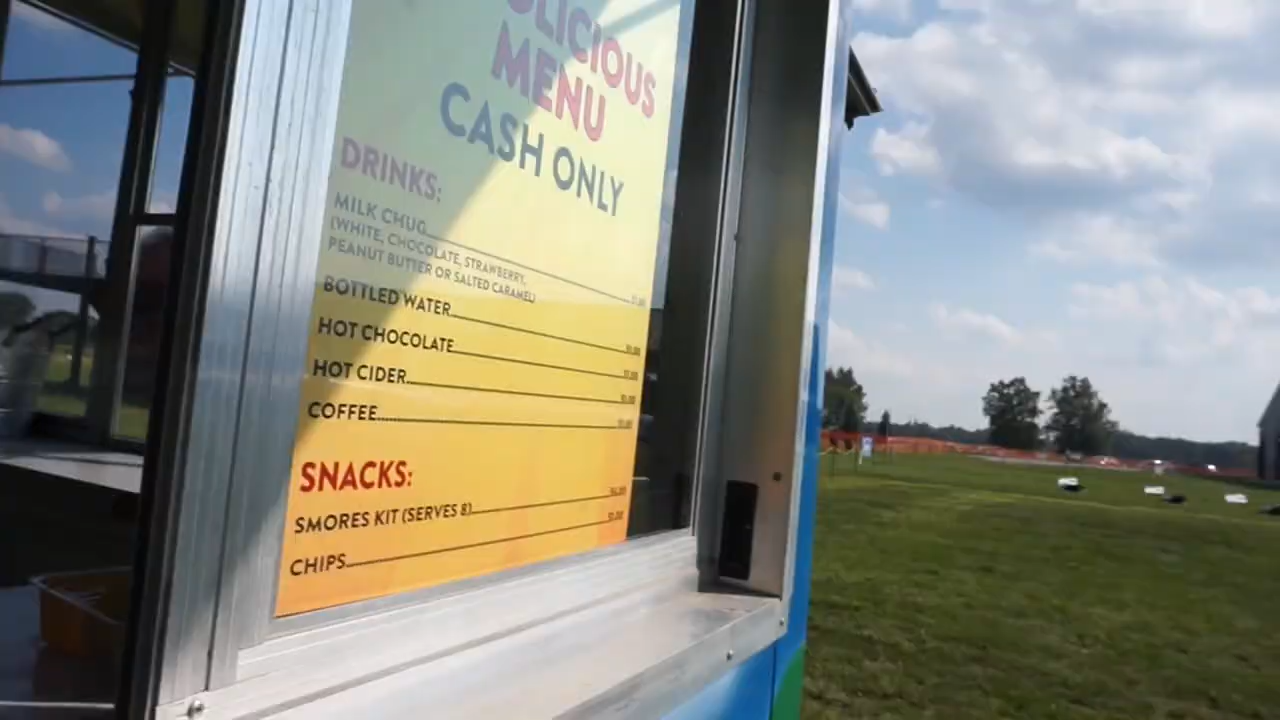 MENU
CASH ONLY
DRINKS:
MILK CHUG
(WHITE, CHOCOLATE, STRAWBERRY,
PEANUT BUTTER OR SALTED CARAMEL)
BOTTLED WATER
HOT CHOCOLATE
HOT CIDER
COFFEE
SNACKS:
SMORES KIT (SERVES 8)
CHIPS